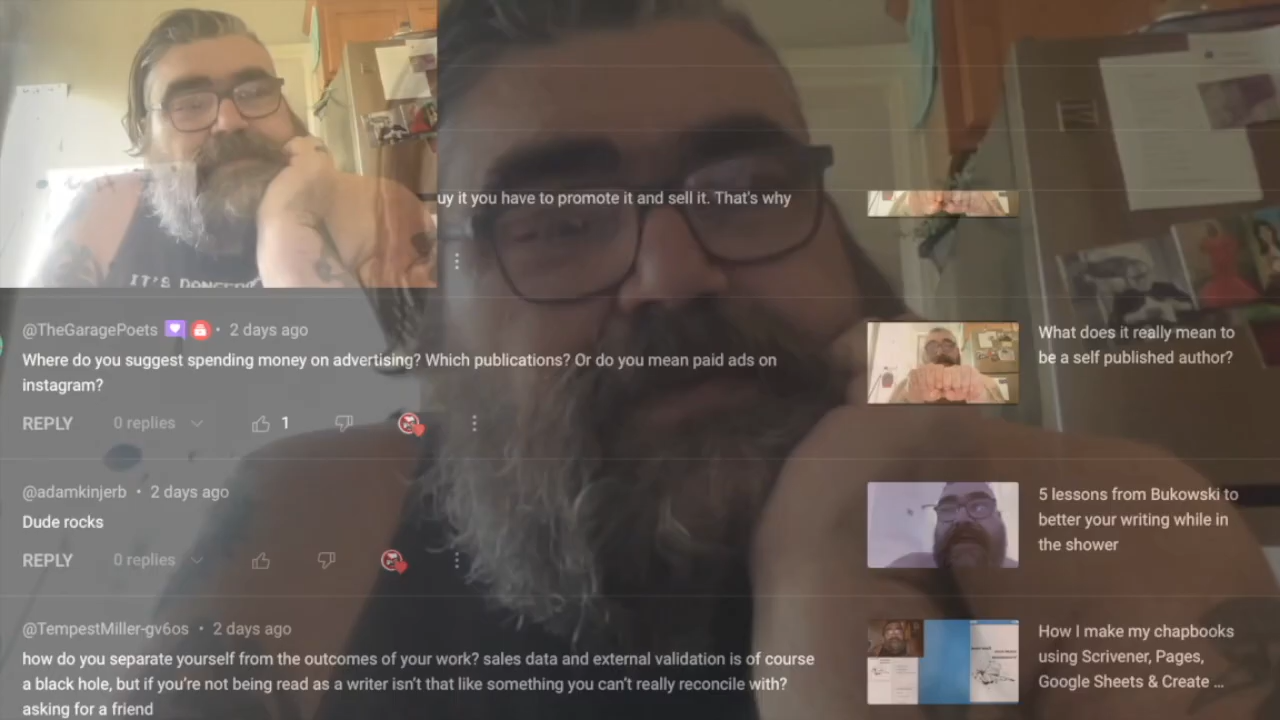 IT'S
uy it you have to promote it and sell it. That's why
@TheGaragePoets • 2 days ago
Where do you suggest spending money on advertising? Which publications? Or do you mean paid ads on
instagram?
REPLY 0 replies 1
What does it really mean to
be a self published author?
@adamkinjerb • 2 days ago
Dude rocks
REPLY 0 replies
5 lessons from Bukowski to
better your writing while in
the shower
@TempestMiller-gv6os • 2 days ago
how do you separate yourself from the outcomes of your work? sales data and external validation is of course
a black hole, but if you're not being read as a writer isn't that like something you can't really reconcile with?
asking for a friend
How I make my chapbooks
using Scrivener, Pages,
Google Sheets & Create ...